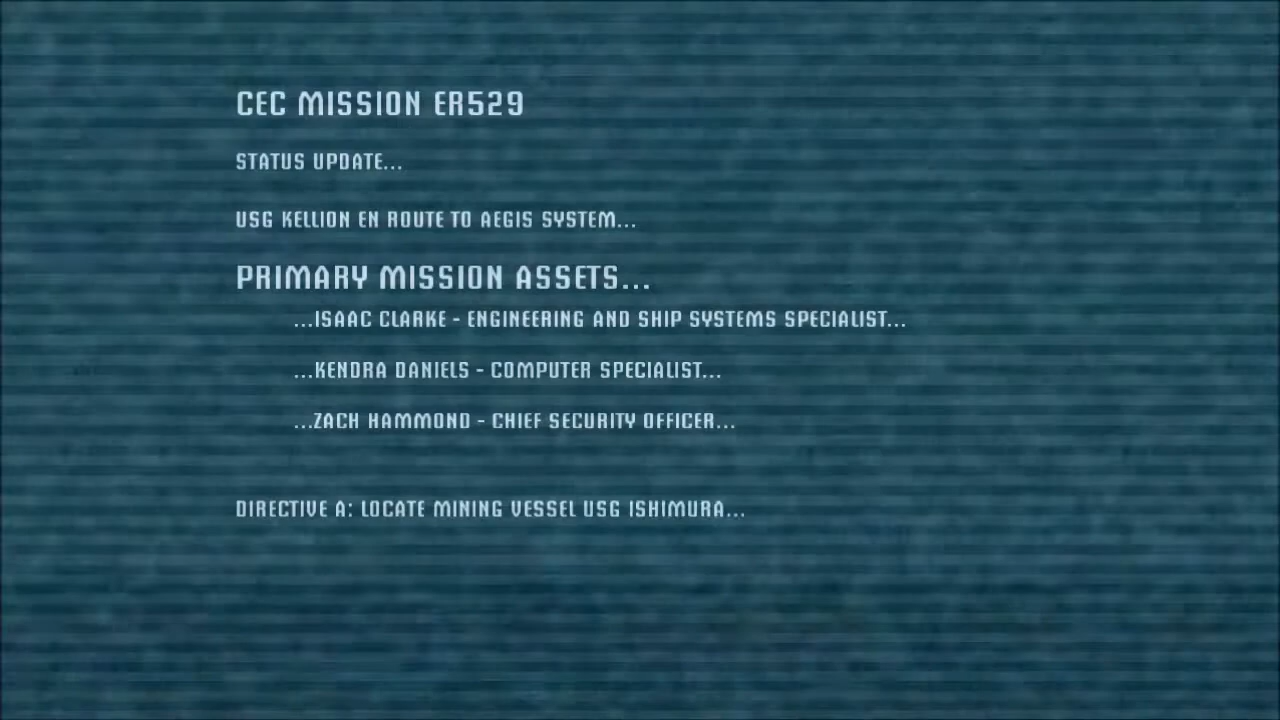 CEC MISSION ER529
STATUS UPDATE...
USG KELLION EN ROUTE TO AEGIS SYSTEM...
PRIMARY MISSION ASSETS...
...ISAAC CLARKE - ENGINEERING AND SHIP SYSTEMS SPECIALIST...
...KENDRA DANIELS - COMPUTER SPECIALIST...
...ZACH HAMMOND - CHIEF SECURITY OFFICER...
DIRECTIVE A: LOCATE MINING VESSEL USG ISHIMURA...